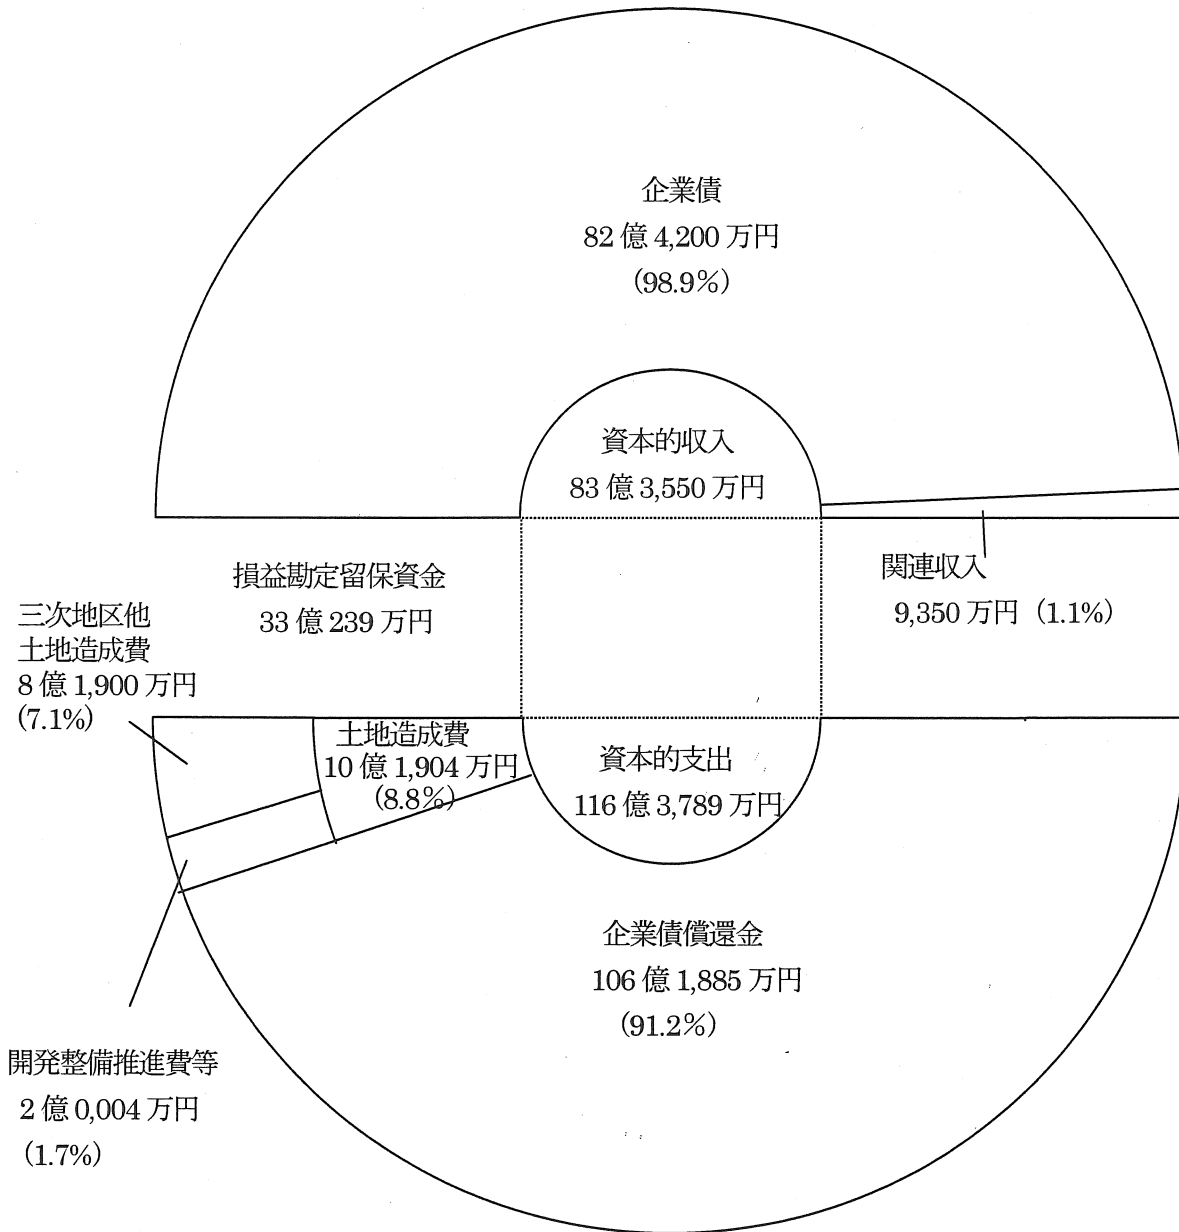 企業債
82 億 4,200 万円
(98.9%)
資本的収入
83 億 3,550 万円
損益勘定留保資金
33 億 239 万円
関連収入
9,350 万円 (1.1%)
三次地区他
土地造成費
8 億 1,900 万円
(7.1%)
土地造成費
10 億 1,904 万円
(8.8%)
資本的支出
116 億 3,789 万円
企業債償還金
106 億 1,885 万円
(91.2%)
開発整備推進費等
2 億 0,004 万円
(1.7%)